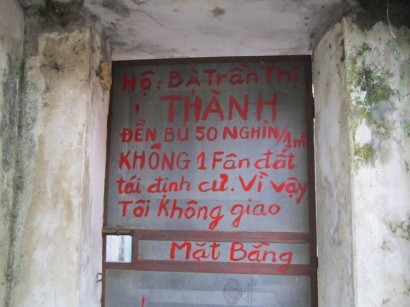 Hộ: Bà Trần Thị
THÀNH
ĐỀN BÙ 50 NGHÌN/1m²
KHÔNG 1 Fân đất
tái định cư. Vì vậy
Tôi Không giao
Mặt Bằng